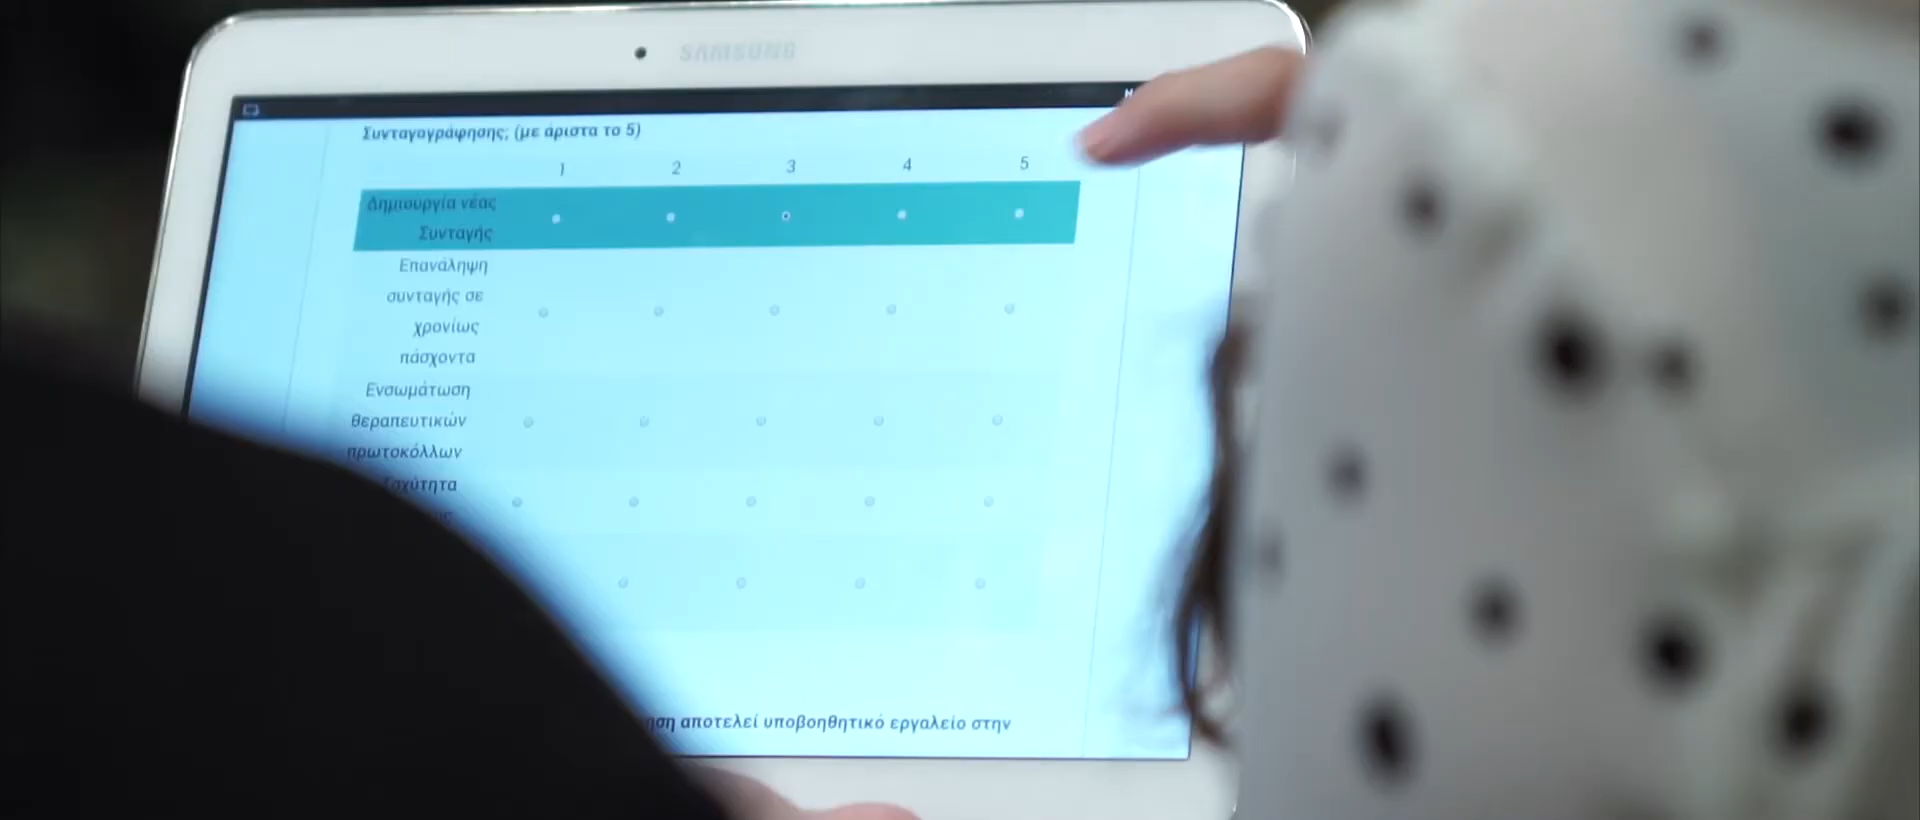 SAMSUNG
Συνταγογράφησης; (με άριστα το 5)
1 2 3 4 5
Δημιουργία νέας
Συνταγής
Επανάληψη
συνταγής σε
χρονίως
πάσχοντα
Ενσωμάτωση
θεραπευτικών
πρωτοκόλλων
αποτελεί υποβοηθητικό εργαλείο στην